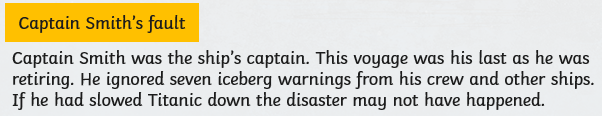 Captain Smith's fault
Captain Smith was the ship's captain. This voyage was his last as he was
retiring. He ignored seven iceberg warnings from his crew and other ships.
If he had slowed Titanic down the disaster may not have happened.